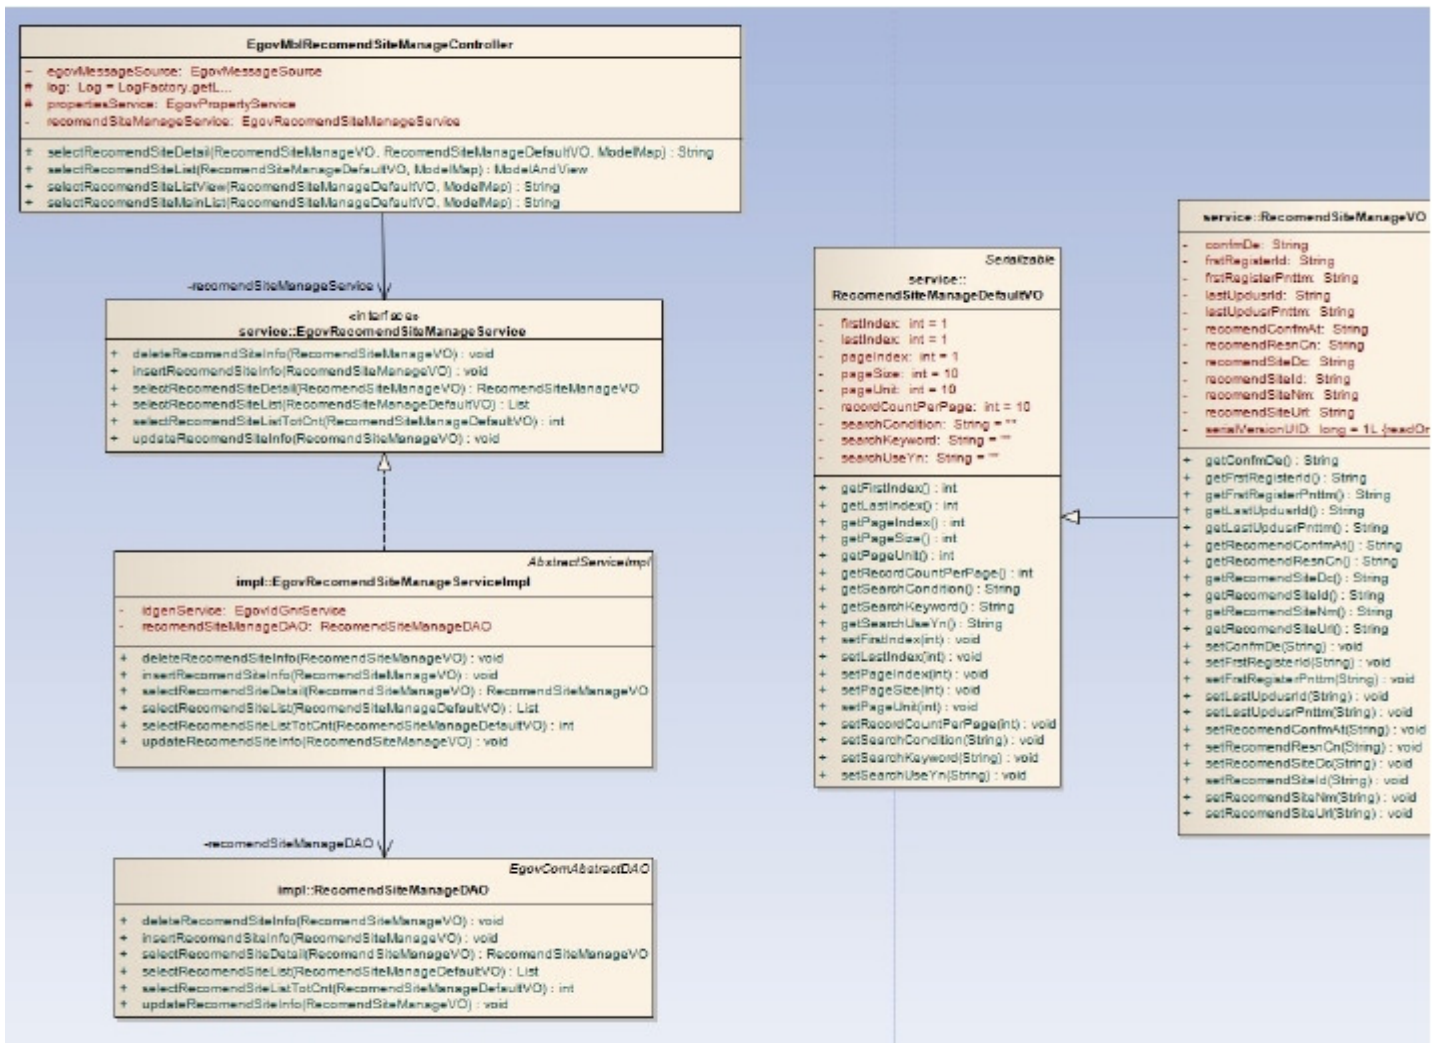 EgovMblRecomendSiteManageController
- egovMessageSource: EgovMessageSource
# log: Log = LogFactory.getL...
# propertiesService: EgovPropertyService
- recomendSiteManageService: EgovRecomendSiteManageService
+ selectRecomendSiteDetail(RecomendSiteManageVO, RecomendSiteManageDefaultVO, ModelMap) : String
+ selectRecomendSiteList(RecomendSiteManageDefaultVO, ModelMap) : ModelAndView
+ selectRecomendSiteListView(RecomendSiteManageDefaultVO, ModelMap) : String
+ selectRecomendSiteMainList(RecomendSiteManageDefaultVO, ModelMap) : String
-recomendSiteManageService
«interface»
service::EgovRecomendSiteManageService
+ deleteRecomendSiteInfo(RecomendSiteManageVO) : void
+ insertRecomendSiteInfo(RecomendSiteManageVO) : void
+ selectRecomendSiteDetail(RecomendSiteManageVO) : RecomendSiteManageVO
+ selectRecomendSiteList(RecomendSiteManageDefaultVO) : List
+ selectRecomendSiteListTotCnt(RecomendSiteManageDefaultVO) : int
+ updateRecomendSiteInfo(RecomendSiteManageVO) : void
AbstractServiceImpl
impl::EgovRecomendSiteManageServiceImpl
- idgenService: EgovIdGnrService
- recomendSiteManageDAO: RecomendSiteManageDAO
+ deleteRecomendSiteInfo(RecomendSiteManageVO) : void
+ insertRecomendSiteInfo(RecomendSiteManageVO) : void
+ selectRecomendSiteDetail(RecomendSiteManageVO) : RecomendSiteManageVO
+ selectRecomendSiteList(RecomendSiteManageDefaultVO) : List
+ selectRecomendSiteListTotCnt(RecomendSiteManageDefaultVO) : int
+ updateRecomendSiteInfo(RecomendSiteManageVO) : void
-recomendSiteManageDAO
EgovComAbstractDAO
impl::RecomendSiteManageDAO
+ deleteRecomendSiteInfo(RecomendSiteManageVO) : void
+ insertRecomendSiteInfo(RecomendSiteManageVO) : void
+ selectRecomendSiteDetail(RecomendSiteManageVO) : RecomendSiteManageVO
+ selectRecomendSiteList(RecomendSiteManageDefaultVO) : List
+ selectRecomendSiteListTotCnt(RecomendSiteManageDefaultVO) : int
+ updateRecomendSiteInfo(RecomendSiteManageVO) : void
Serializable
service::
RecomendSiteManageDefaultVO
- firstIndex: int = 1
- lastIndex: int = 1
- pageIndex: int = 1
- pageSize: int = 10
- pageUnit: int = 10
- recordCountPerPage: int = 10
- searchCondition: String = ""
- searchKeyword: String = ""
- searchUseYn: String = ""
+ getFirstIndex() : int
+ getLastIndex() : int
+ getPageIndex() : int
+ getPageSize() : int
+ getPageUnit() : int
+ getRecordCountPerPage() : int
+ getSearchCondition() : String
+ getSearchKeyword() : String
+ getSearchUseYn() : String
+ setFirstIndex(int) : void
+ setLastIndex(int) : void
+ setPageIndex(int) : void
+ setPageSize(int) : void
+ setPageUnit(int) : void
+ setRecordCountPerPage(int) : void
+ setSearchCondition(String) : void
+ setSearchKeyword(String) : void
+ setSearchUseYn(String) : void
service::RecomendSiteManageVO
- confmDe: String
- frstRegisterId: String
- frstRegisterPnttm: String
- lastUpdusrId: String
- lastUpdusrPnttm: String
- recomendConfmAt: String
- recomendResnCn: String
- recomendSiteDc: String
- recomendSiteId: String
- recomendSiteNm: String
- recomendSiteUrl: String
- serialVersionUID: long = 1L {readOn
+ getConfmDe() : String
+ getFrstRegisterId() : String
+ getFrstRegisterPnttm() : String
+ getLastUpdusrId() : String
+ getLastUpdusrPnttm() : String
+ getRecomendConfmAt() : String
+ getRecomendResnCn() : String
+ getRecomendSiteDc() : String
+ getRecomendSiteId() : String
+ getRecomendSiteNm() : String
+ getRecomendSiteUrl() : String
+ setConfmDe(String) : void
+ setFrstRegisterId(String) : void
+ setFrstRegisterPnttm(String) : void
+ setLastUpdusrId(String) : void
+ setLastUpdusrPnttm(String) : void
+ setRecomendConfmAt(String) : void
+ setRecomendResnCn(String) : void
+ setRecomendSiteDc(String) : void
+ setRecomendSiteId(String) : void
+ setRecomendSiteNm(String) : void
+ setRecomendSiteUrl(String) : void